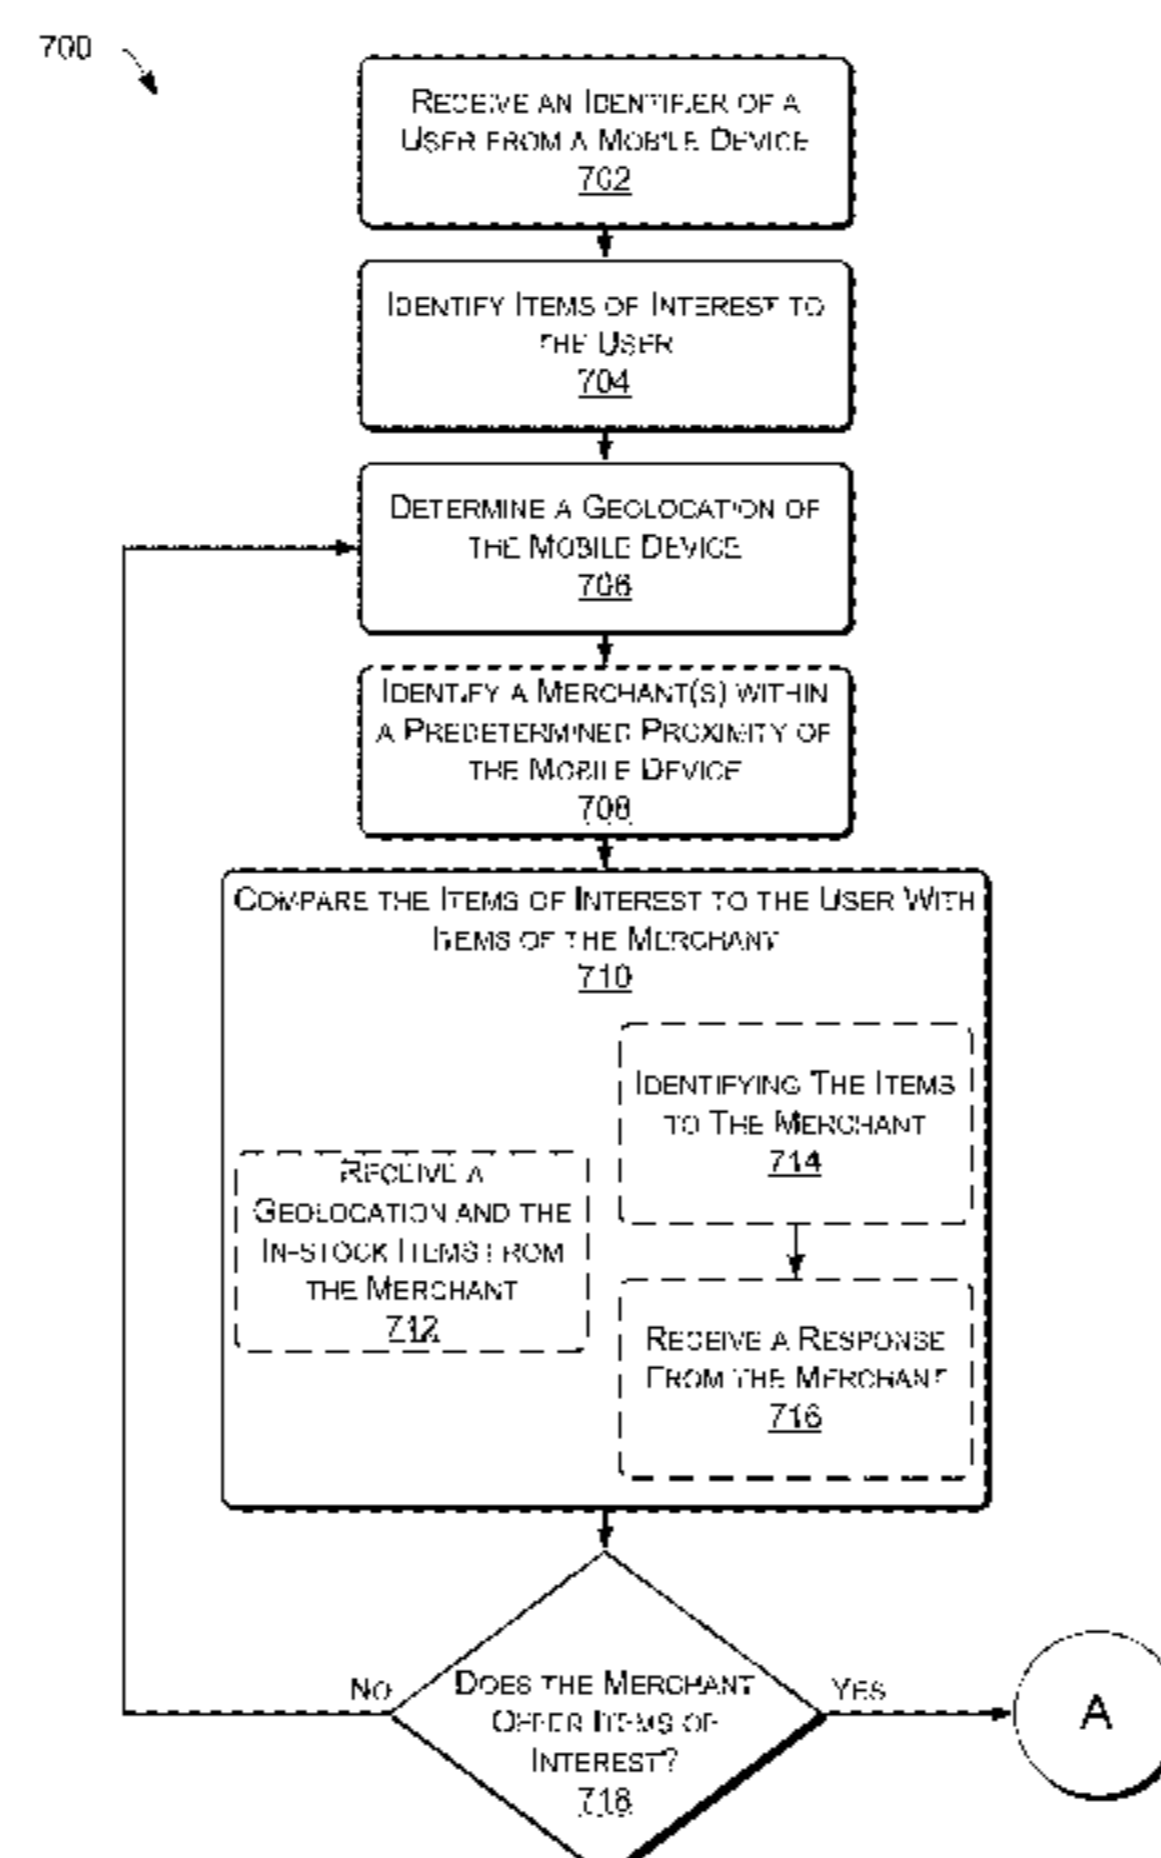 700
RECEIVE AN IDENTIFIER OF A
USER FROM A MOBILE DEVICE
702
IDENTIFY ITEMS OF INTEREST TO
THE USER
704
DETERMINE A GEOLOCATION OF
THE MOBILE DEVICE
706
IDENTIFY A MERCHANT(S) WITHIN
A PREDETERMINED PROXIMITY OF
THE MOBILE DEVICE
708
COMPARE THE ITEMS OF INTEREST TO THE USER WITH
ITEMS OF THE MERCHANT
710
RECEIVE A
GEOLOCATION AND THE
IN-STOCK ITEMS FROM
THE MERCHANT
712
IDENTIFYING THE ITEMS
TO THE MERCHANT
714
RECEIVE A RESPONSE
FROM THE MERCHANT
716
NO
DOES THE MERCHANT
OFFER ITEMS OF
INTEREST?
718
YES
A